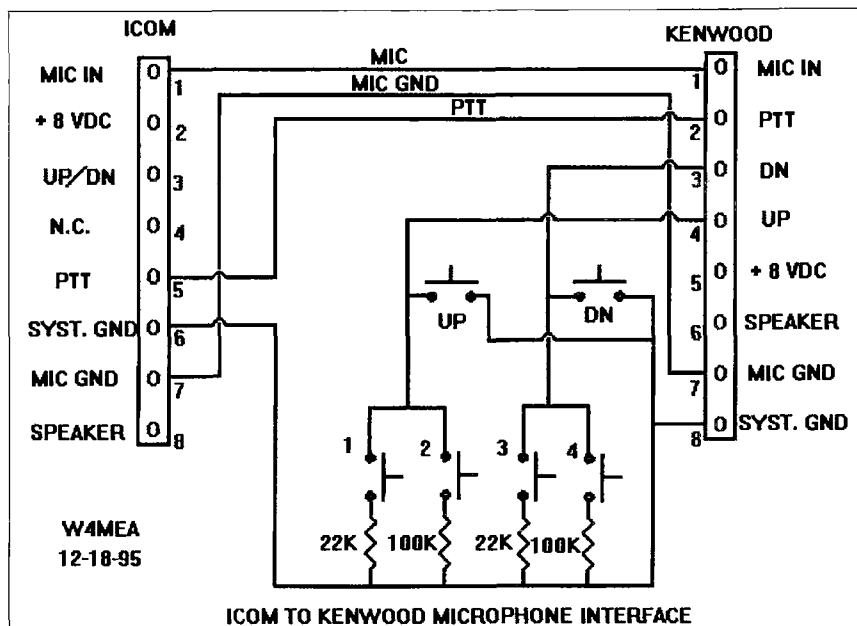 ICOM
KENWOOD
MIC
MIC GND
PTT
MIC IN
1
+ 8 VDC
2
UP/DN
3
N.C.
4
PTT
5
SYST. GND
6
MIC GND
7
SPEAKER
8
1
MIC IN
2
PTT
3
DN
4
UP
5
+ 8 VDC
6
SPEAKER
7
MIC GND
8
SYST. GND
UP
DN
1
2
3
4
22K
100K
22K
100K
W4MEA
12-18-95
ICOM TO KENWOOD MICROPHONE INTERFACE